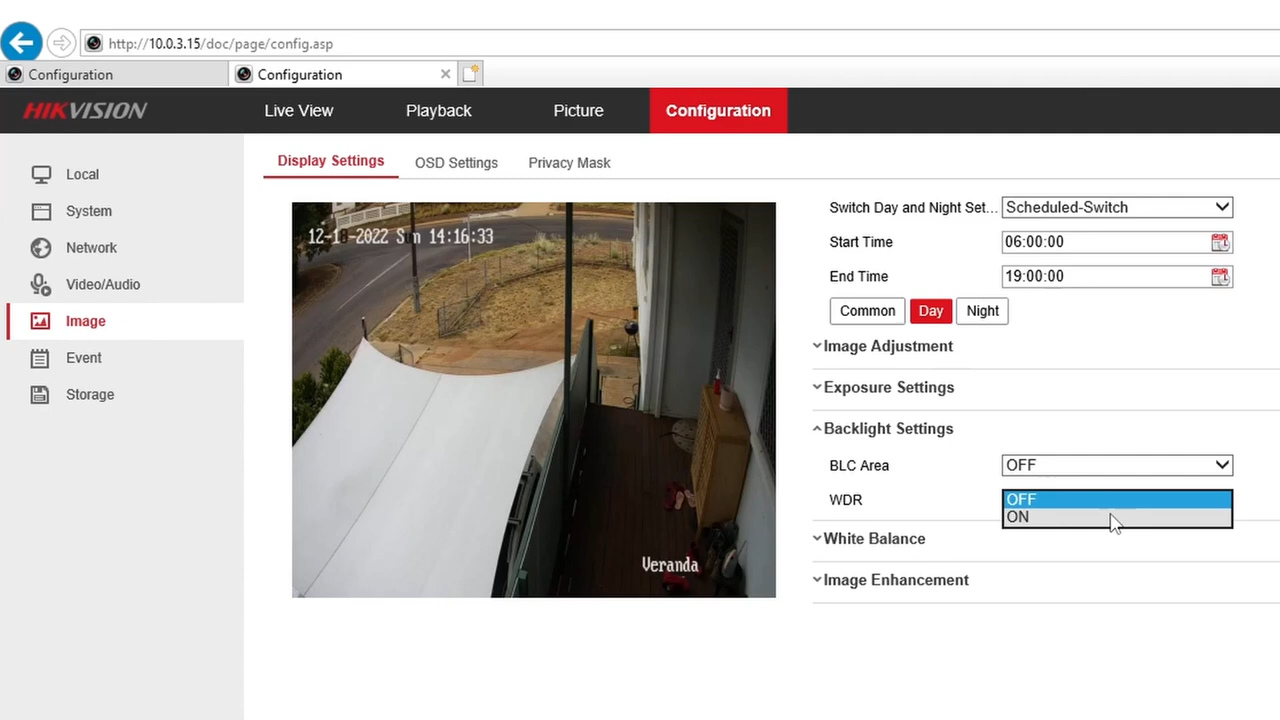 http://10.0.3.15/doc/page/config.asp
Configuration
Configuration
HIKVISION
Live View
Playback
Picture
Configuration
Local
System
Network
Video/Audio
Image
Event
Storage
Display Settings
OSD Settings
Privacy Mask
Sun 14:16:33
Veranda
Switch Day and Night Set... Scheduled-Switch
Start Time 06:00:00
End Time 19:00:00
Common Day Night
Image Adjustment
Exposure Settings
Backlight Settings
BLC Area OFF
WDR OFF
ON
White Balance
Image Enhancement